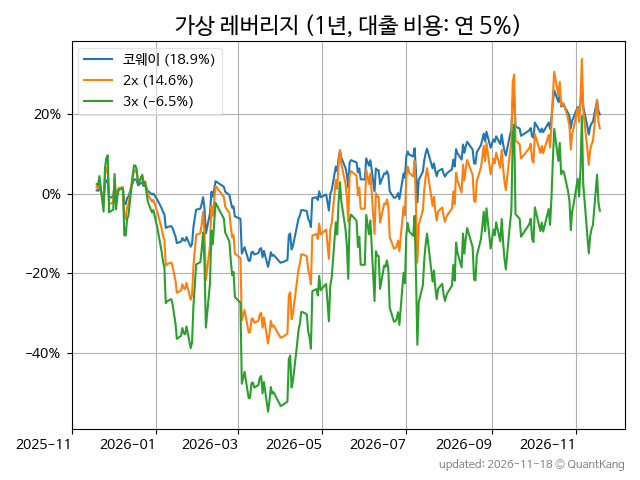 가상 레버리지 (1년, 대출 비용: 연 5%)
코웨이 (18.9%)
2x (14.6%)
3x (−6.5%)
20%
0%
−20%
−40%
2025-11 2026-01 2026-03 2026-05 2026-07 2026-09 2026-11
updated: 2026-11-18 ⓒ QuantKang